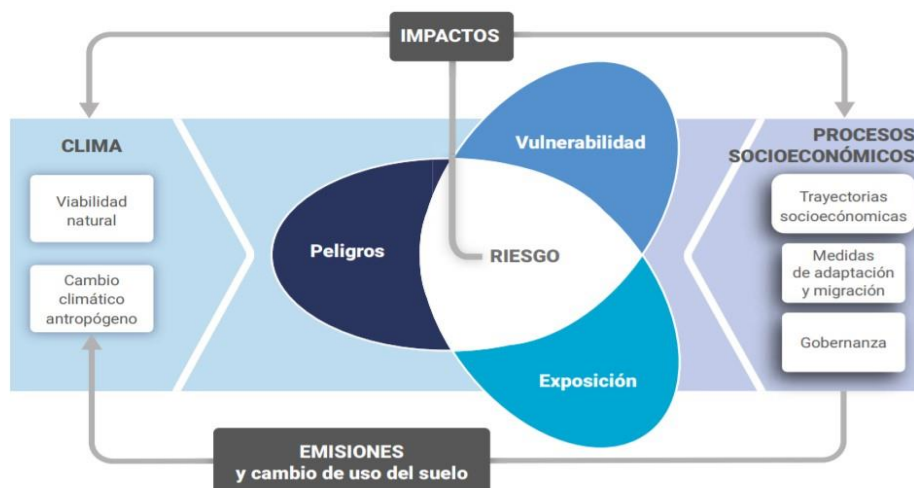 IMPACTOS
CLIMA
Viabilidad
natural
Cambio
climático
antropógeno
Peligros
Vulnerabilidad
RIESGO
Exposición
PROCESOS
SOCIOECONÓMICOS
Trayectorias
socioecónomicas
Medidas
de adaptación
y migración
Gobernanza
EMISIONES
y cambio de uso del suelo